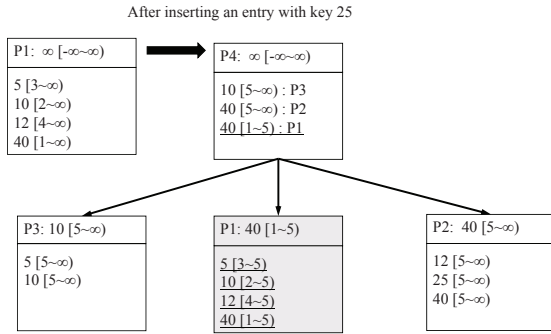 After inserting an entry with key 25
P1: ∞ [-∞~∞)
5 [3~∞)
10 [2~∞)
12 [4~∞)
40 [1~∞)
P4: ∞ [-∞~∞)
10 [5~∞) : P3
40 [5~∞) : P2
40 [1~5) : P1
P3: 10 [5~∞)
5 [5~∞)
10 [5~∞)
P1: 40 [1~5)
5 [3~5)
10 [2~5)
12 [4~5)
40 [1~5)
P2: 40 [5~∞)
12 [5~∞)
25 [5~∞)
40 [5~∞)